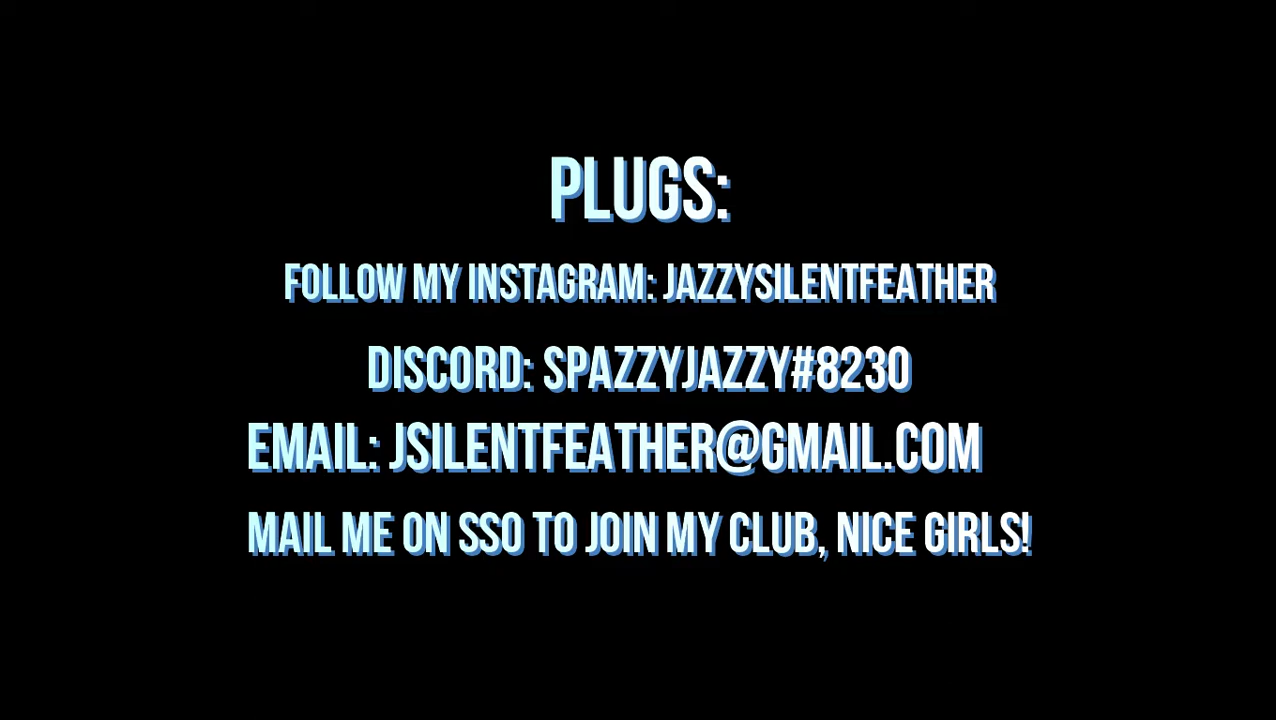 PLUGS:
FOLLOW MY INSTAGRAM: JAZZYSILENTFEATHER
DISCORD: SPAZZYJAZZY#8230
EMAIL: JSILENTFEATHER@GMAIL.COM
MAIL ME ON SSO TO JOIN MY CLUB, NICE GIRLS!